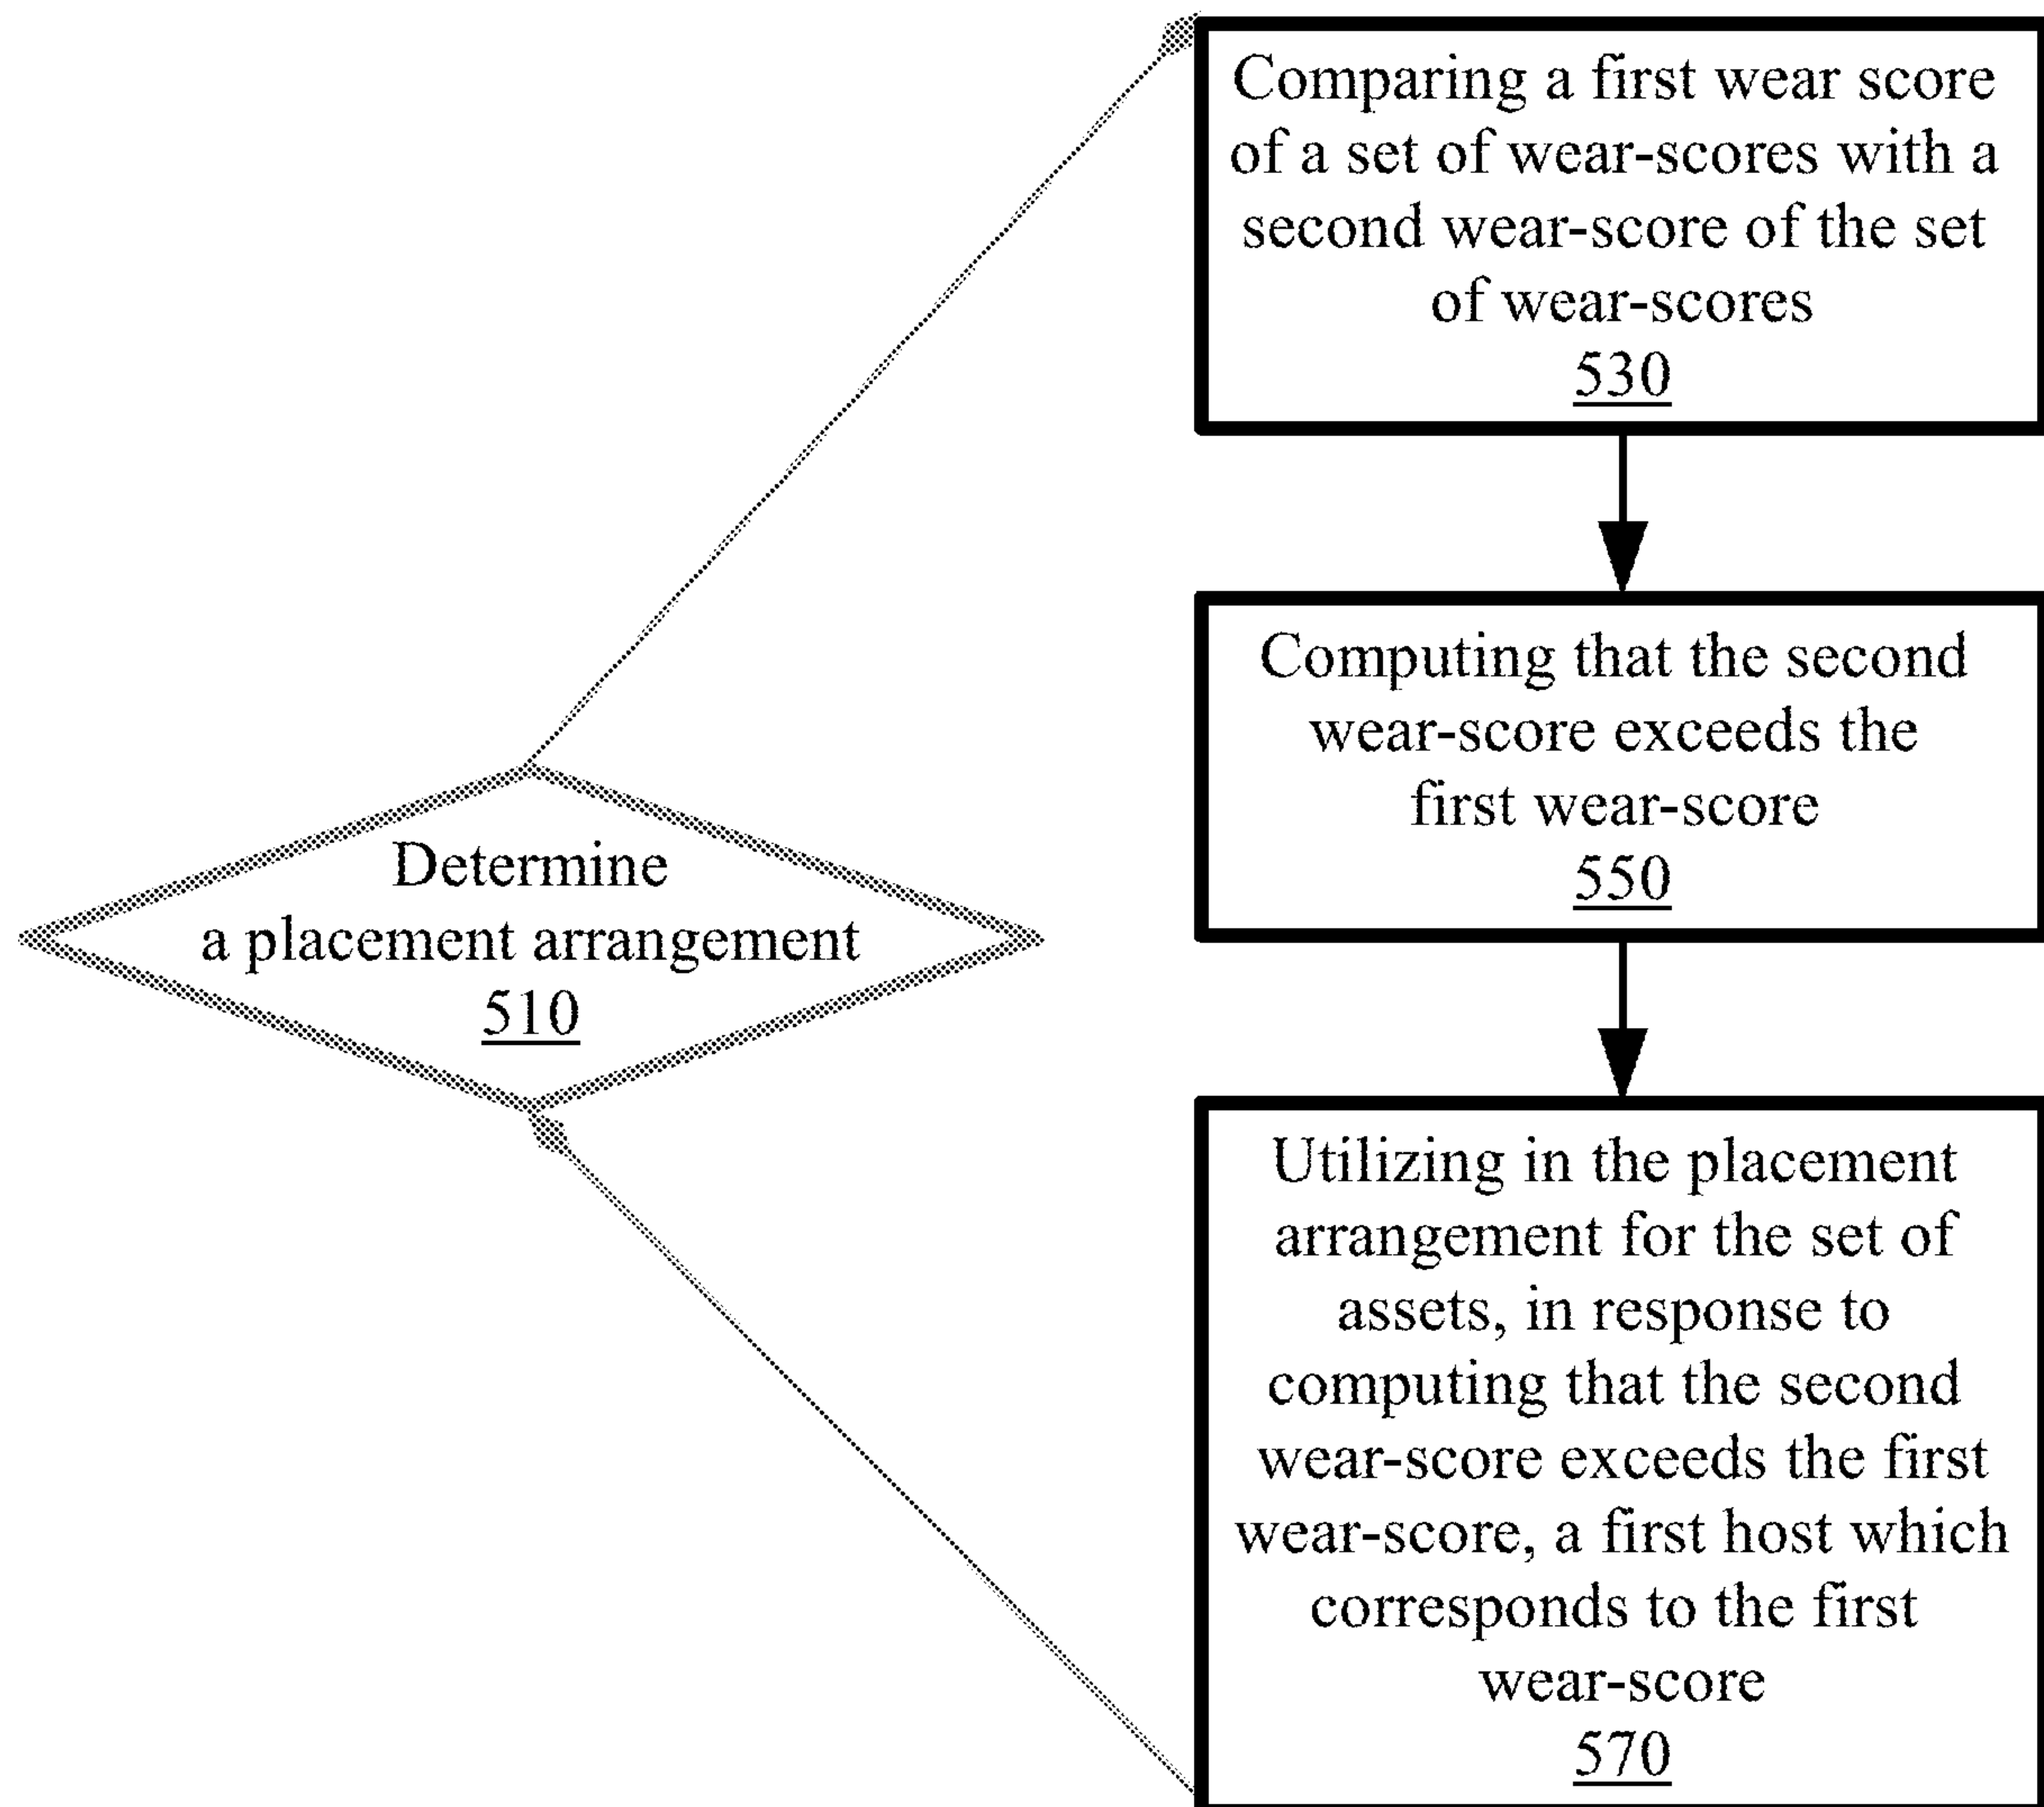 Comparing a first wear score
of a set of wear-scores with a
second wear-score of the set
of wear-scores
530
Computing that the second
wear-score exceeds the
first wear-score
550
Determine
a placement arrangement
510
Utilizing in the placement
arrangement for the set of
assets, in response to
computing that the second
wear-score exceeds the first
wear-score, a first host which
corresponds to the first
wear-score
570